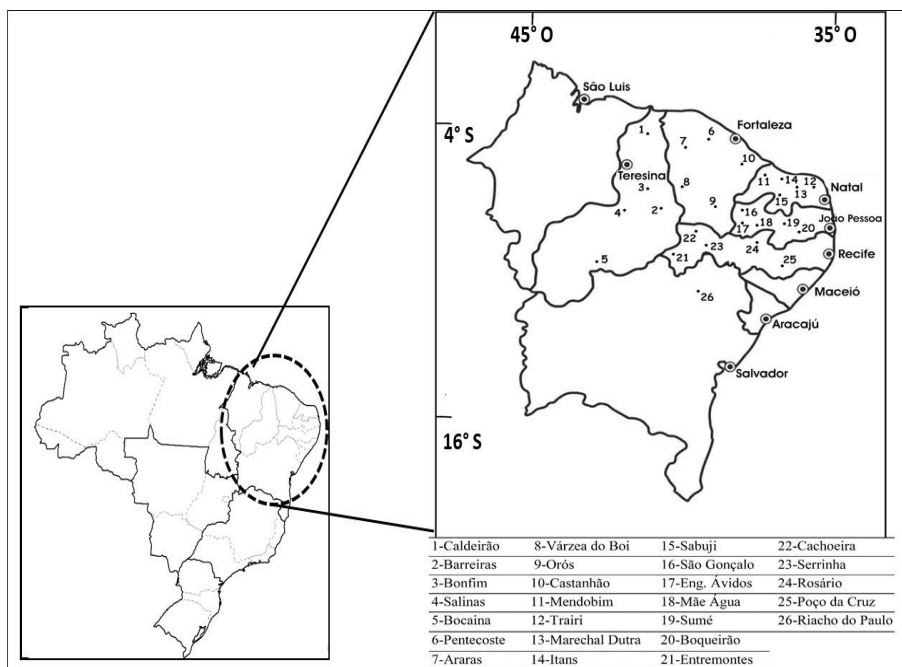 45° O 35° O
São Luis
4° S
Fortaleza
1 6
7
10
Teresina 11 14 12
3 8 13 Natal
15
4 2 9 16 João Pessoa
17 18 19 20
22 24 Recife
23
5 21 25
26 Maceió
Aracajú
Salvador
16° S
1-Caldeirão 8-Várzea do Boi 15-Sabuji 22-Cachoeira
2-Barreiras 9-Orós 16-São Gonçalo 23-Serrinha
3-Bonfim 10-Castanhão 17-Eng. Ávidos 24-Rosário
4-Salinas 11-Mendobim 18-Mãe Água 25-Poço da Cruz
5-Bocaina 12-Trairi 19-Sumé 26-Riacho do Paulo
6-Pentecoste 13-Marechal Dutra 20-Boqueirão
7-Araras 14-Itans 21-Entremontes